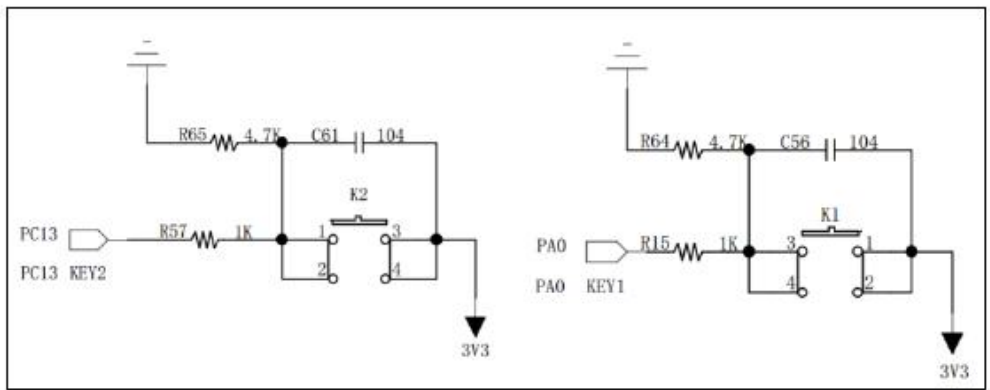 R65 4.7K C61 104
K2
PC13 R57 1K 1 3
PC13 KEY2 2 4
3V3
R64 4.7K C56 104
K1
PA0 R15 1K 3 1
PA0 KEY1 4 2
3V3